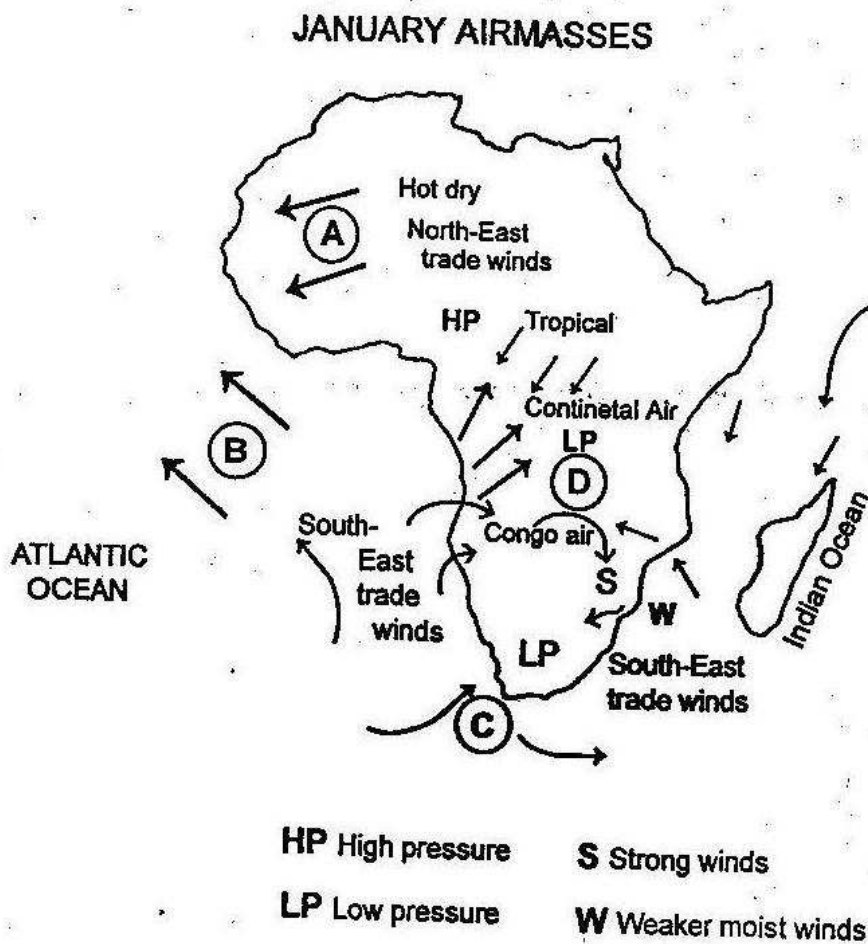 JANUARY AIRMASSES
Hot dry
A
North-East
trade winds
HP
Tropical
Continetal Air
LP
B
D
South-
East
trade
winds
Congo air
ATLANTIC
OCEAN
S
W
Indian Ocean
LP
South-East
trade winds
C
HP High pressure
S Strong winds
LP Low pressure
W Weaker moist winds